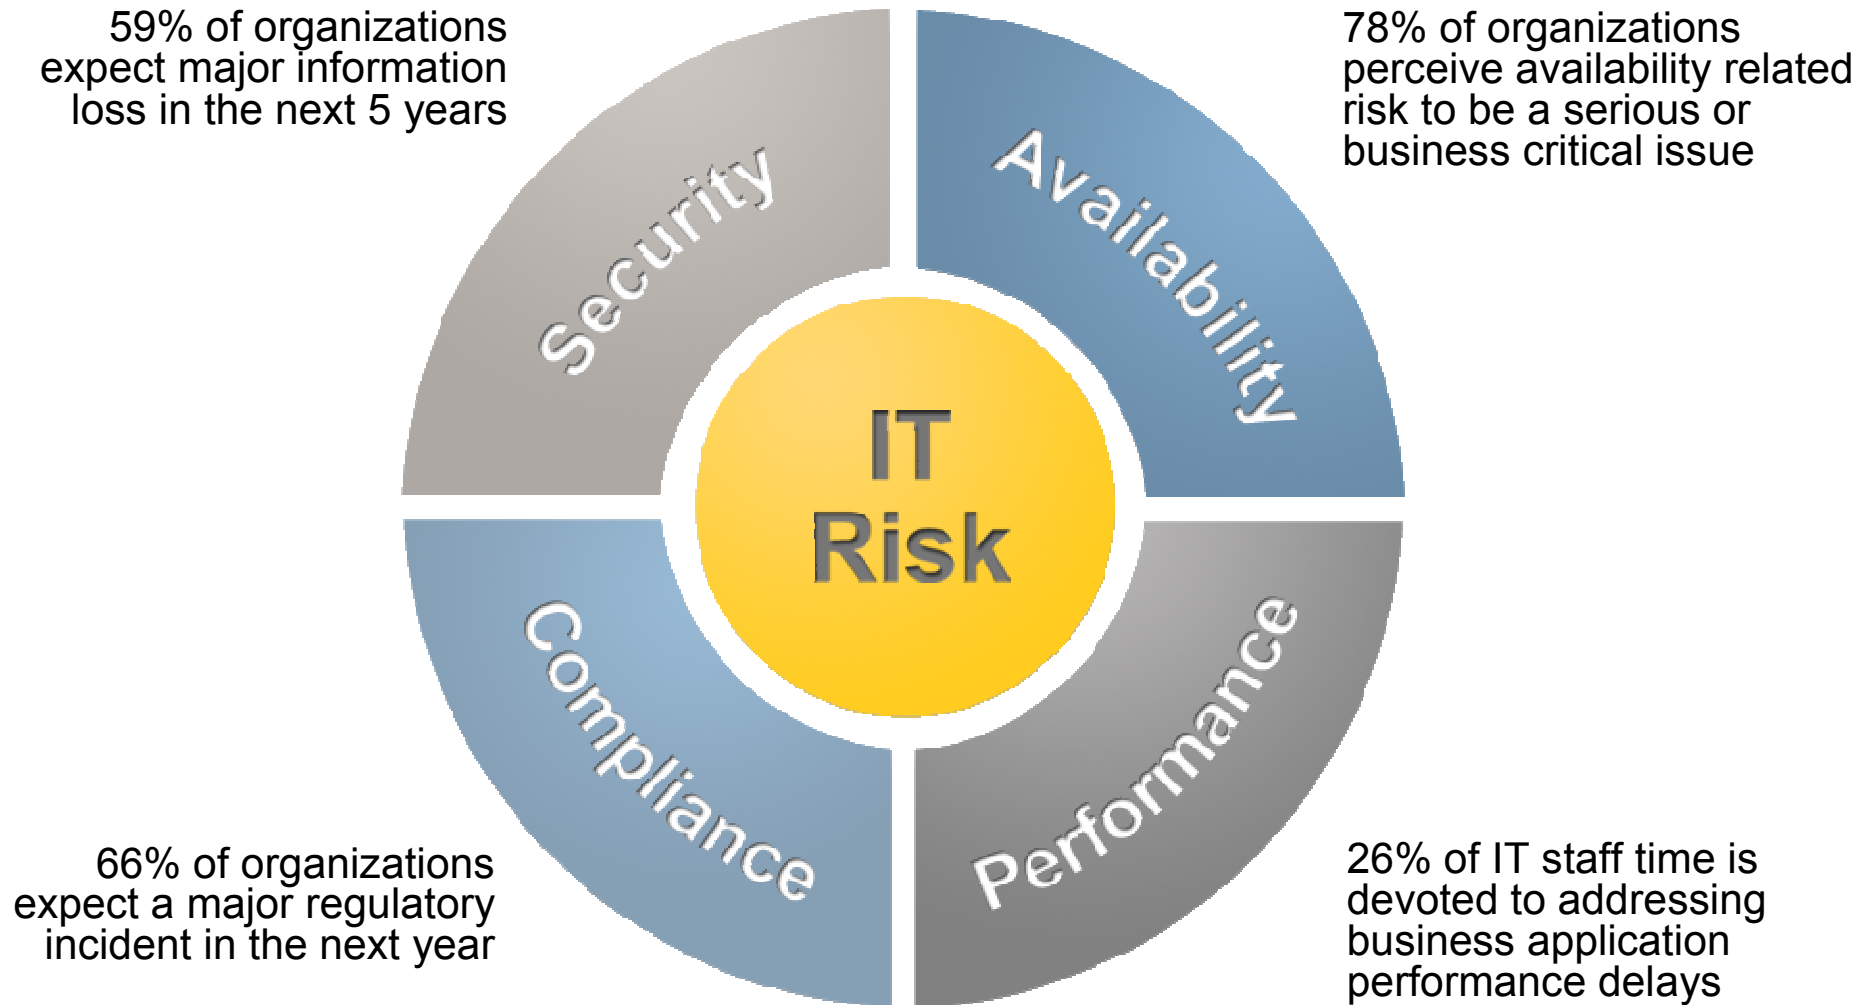 59% of organizations
expect major information
loss in the next 5 years
78% of organizations
perceive availability related
risk to be a serious or
business critical issue
Security
Availability
IT
Risk
Compliance
Performance
66% of organizations
expect a major regulatory
incident in the next year
26% of IT staff time is
devoted to addressing
business application
performance delays